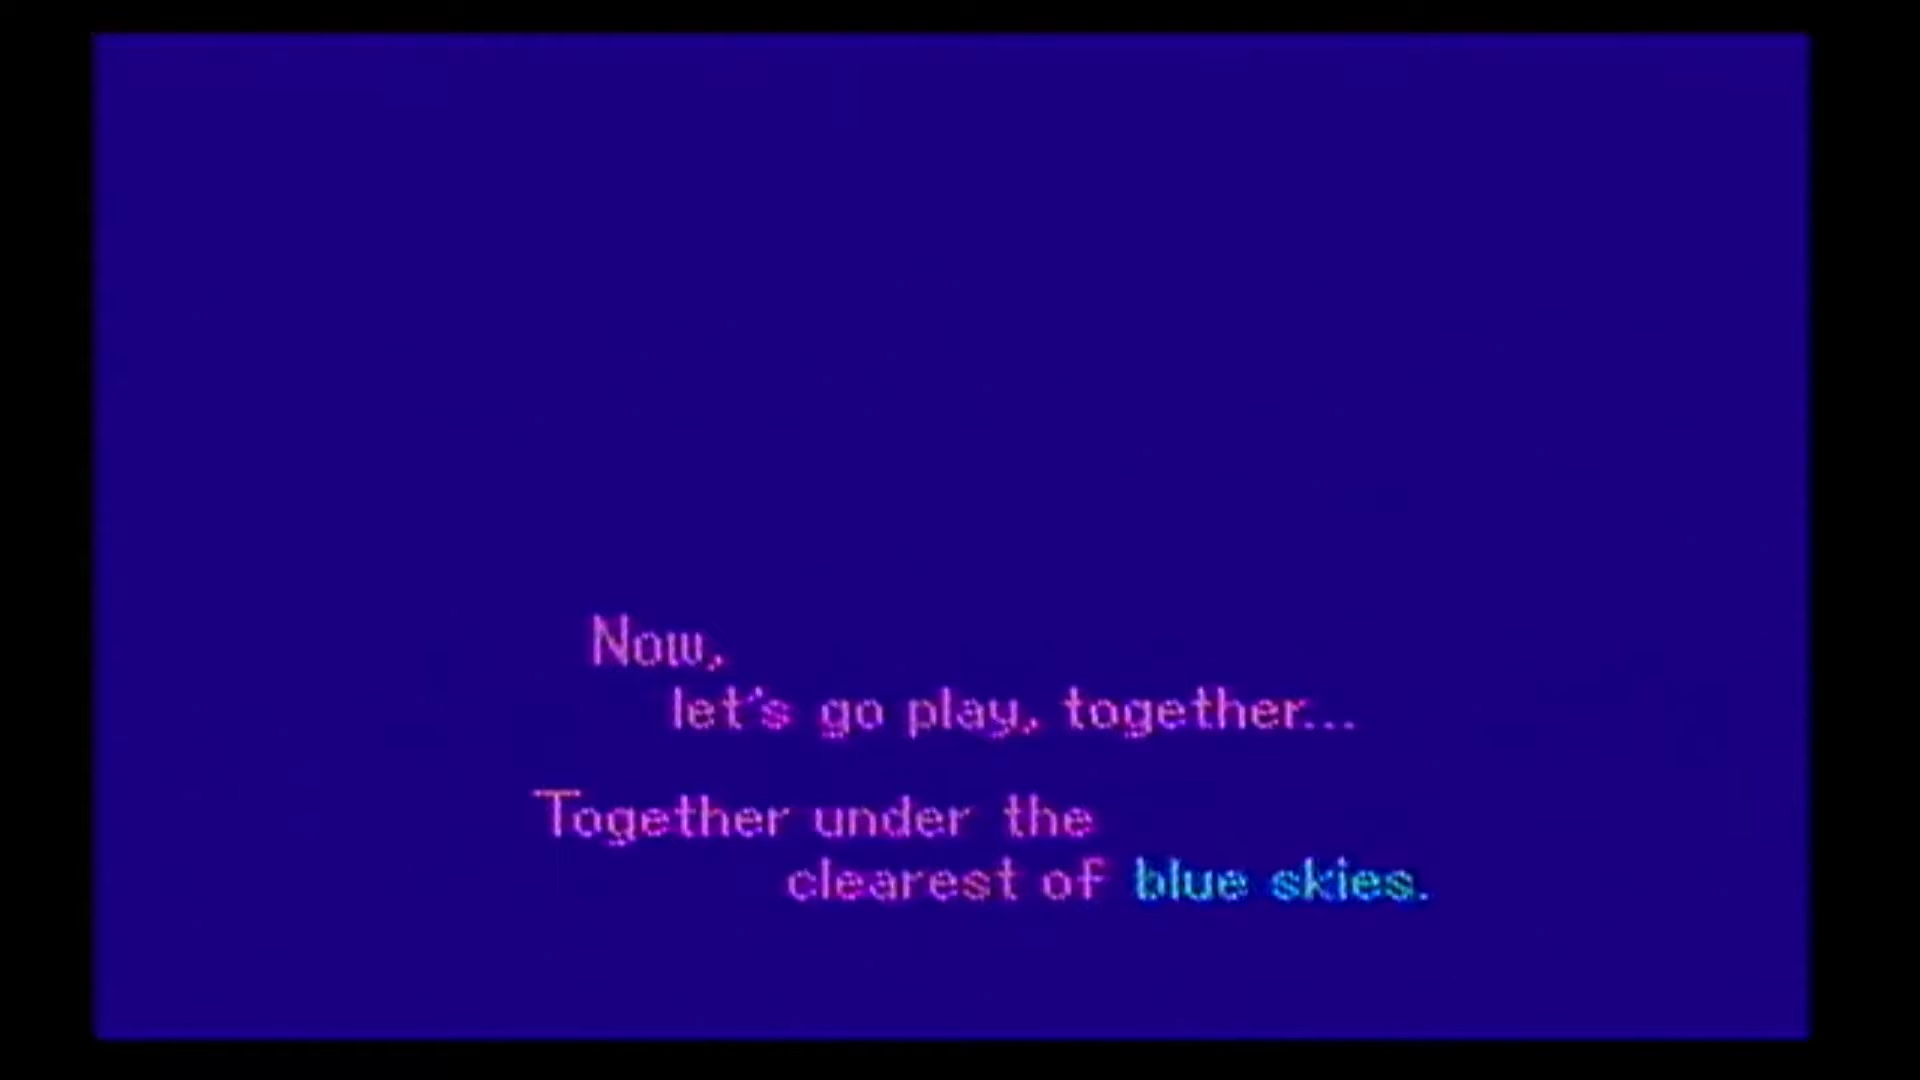 Now,
let's go play, together...
Together under the
clearest of blue skies.